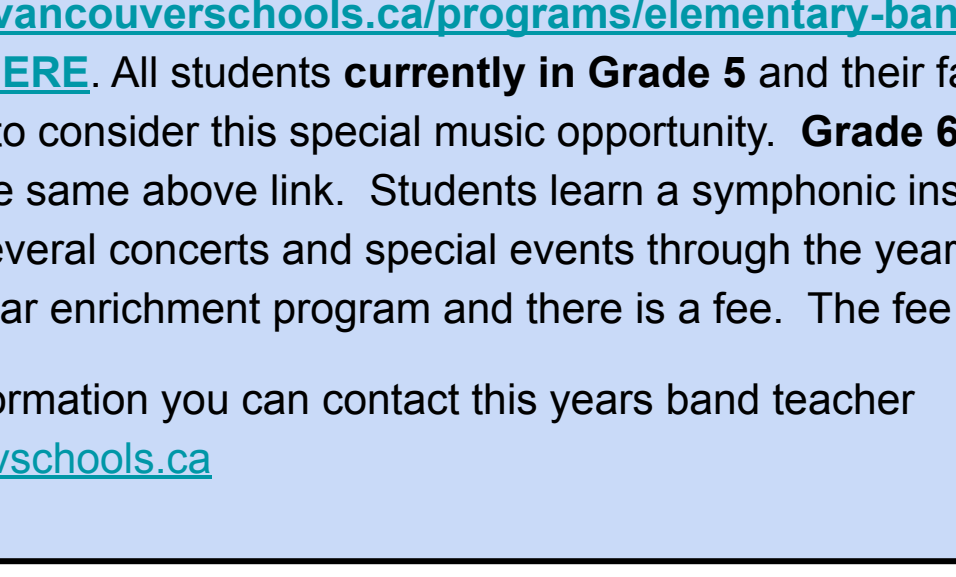 vancouverschools.ca/programs/elementary-ban
ERE. All students currently in Grade 5 and their fa
to consider this special music opportunity.  Grade 6
e same above link.  Students learn a symphonic ins
everal concerts and special events through the year
ar enrichment program and there is a fee.  The fee
ormation you can contact this years band teacher
vschools.ca